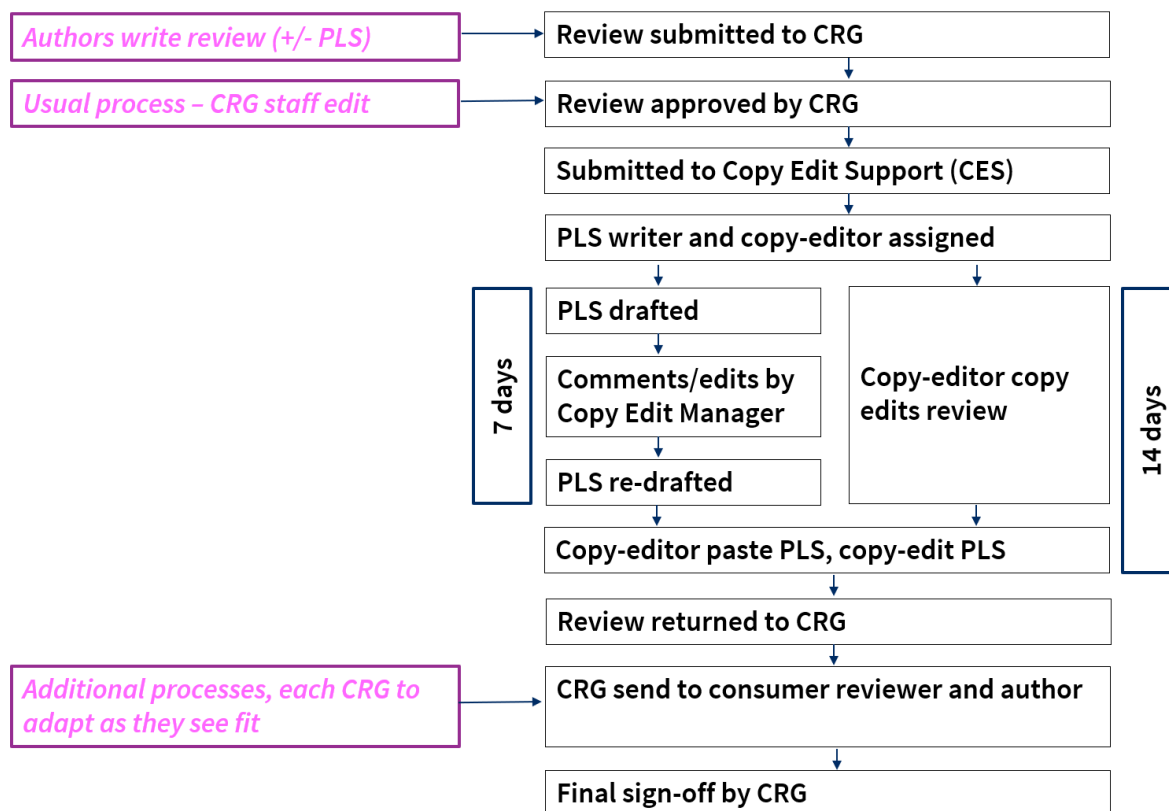 Authors write review (+/- PLS)
Review submitted to CRG
Usual process – CRG staff edit
Review approved by CRG
Submitted to Copy Edit Support (CES)
PLS writer and copy-editor assigned
7 days
PLS drafted
Comments/edits by
Copy Edit Manager
PLS re-drafted
Copy-editor copy
edits review
14 days
Copy-editor paste PLS, copy-edit PLS
Review returned to CRG
Additional processes, each CRG to
adapt as they see fit
CRG send to consumer reviewer and author
Final sign-off by CRG